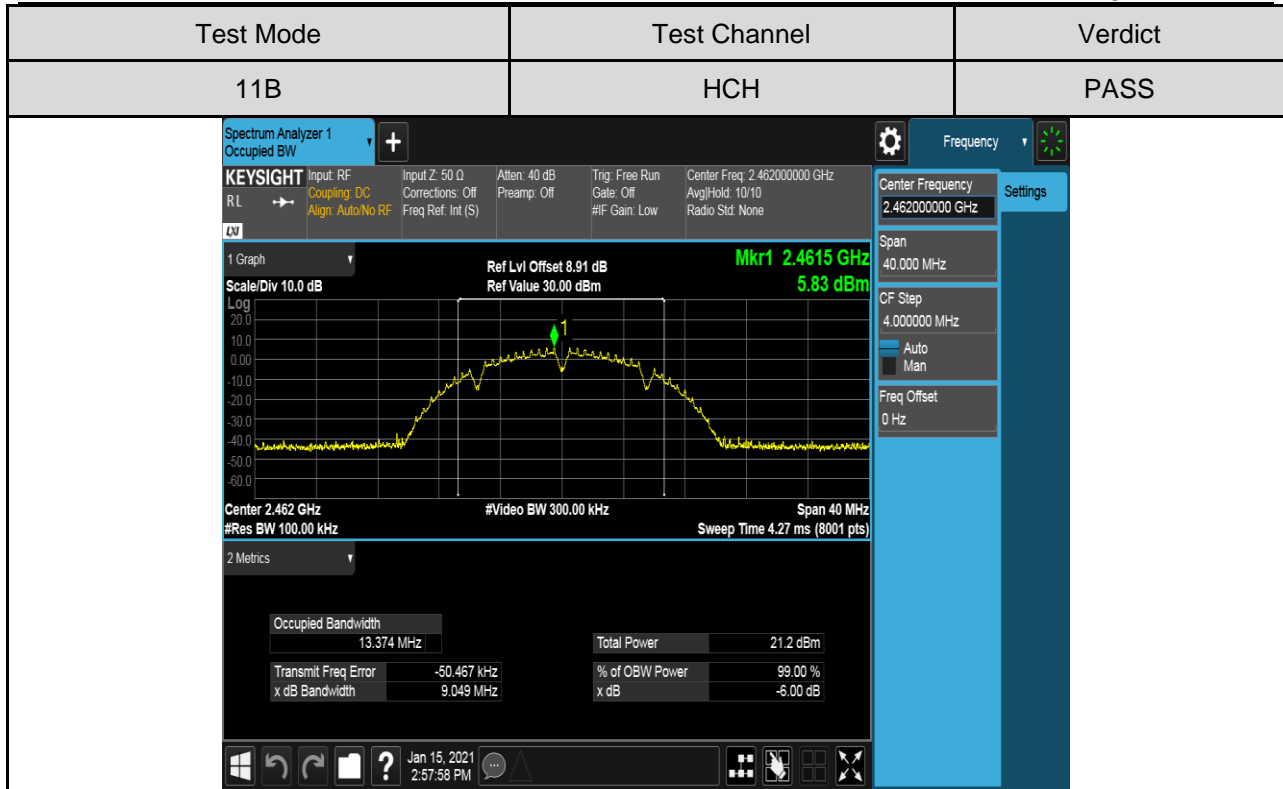 Test Mode Test Channel Verdict
11B HCH PASS
Spectrum Analyzer 1
Occupied BW
+
Frequency
KEYSIGHT
RL
LXI
Input: RF
Coupling: DC
Align: Auto/No RF
Input Z: 50 Ω
Corrections: Off
Freq Ref: Int (S)
Atten: 40 dB
Preamp: Off
Trig: Free Run
Gate: Off
#IF Gain: Low
Center Freq: 2.462000000 GHz
Avg|Hold: 10/10
Radio Std: None
Center Frequency
2.462000000 GHz
Settings
Span
40.000 MHz
CF Step
4.000000 MHz
Auto
Man
Freq Offset
0 Hz
1 Graph
Scale/Div 10.0 dB
Ref Lvl Offset 8.91 dB
Ref Value 30.00 dBm
Mkr1 2.4615 GHz
5.83 dBm
Log
20.0
10.0
0.00
-10.0
-20.0
-30.0
-40.0
-50.0
-60.0
1
Center 2.462 GHz
#Res BW 100.00 kHz
#Video BW 300.00 kHz
Span 40 MHz
Sweep Time 4.27 ms (8001 pts)
2 Metrics
Occupied Bandwidth
13.374 MHz
Total Power 21.2 dBm
Transmit Freq Error -50.467 kHz
% of OBW Power 99.00 %
x dB Bandwidth 9.049 MHz
x dB -6.00 dB
?
Jan 15, 2021
2:57:58 PM